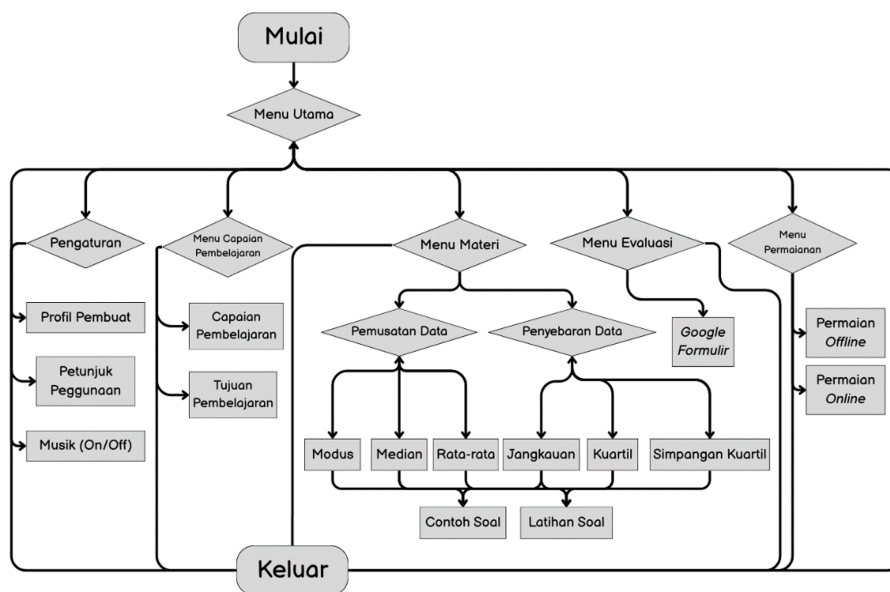 Mulai
Menu Utama
Pengaturan
Menu Capaian
Pembelajaran
Menu Materi
Menu Evaluasi
Menu
Permaianan
Profil Pembuat
Capaian
Pembelajaran
Pemusatan Data
Penyebaran Data
Google
Formulir
Permaian
Offline
Petunjuk
Peggunaan
Tujuan
Pembelajaran
Permaian
Online
Musik (On/Off)
Modus
Median
Rata-rata
Jangkauan
Kuartil
Simpangan Kuartil
Contoh Soal
Latihan Soal
Keluar